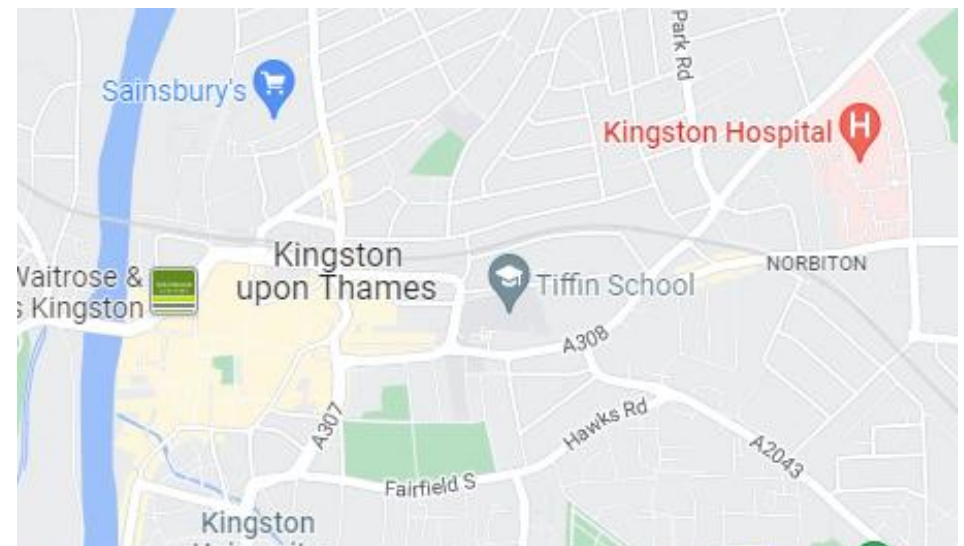 Park Rd
Sainsbury's
Kingston Hospital
H
Kingston
upon Thames
NORBITON
Waitrose &
s Kingston
Tiffin School
A308
A307
Hawks Rd
A2043
Fairfield S
Kingston